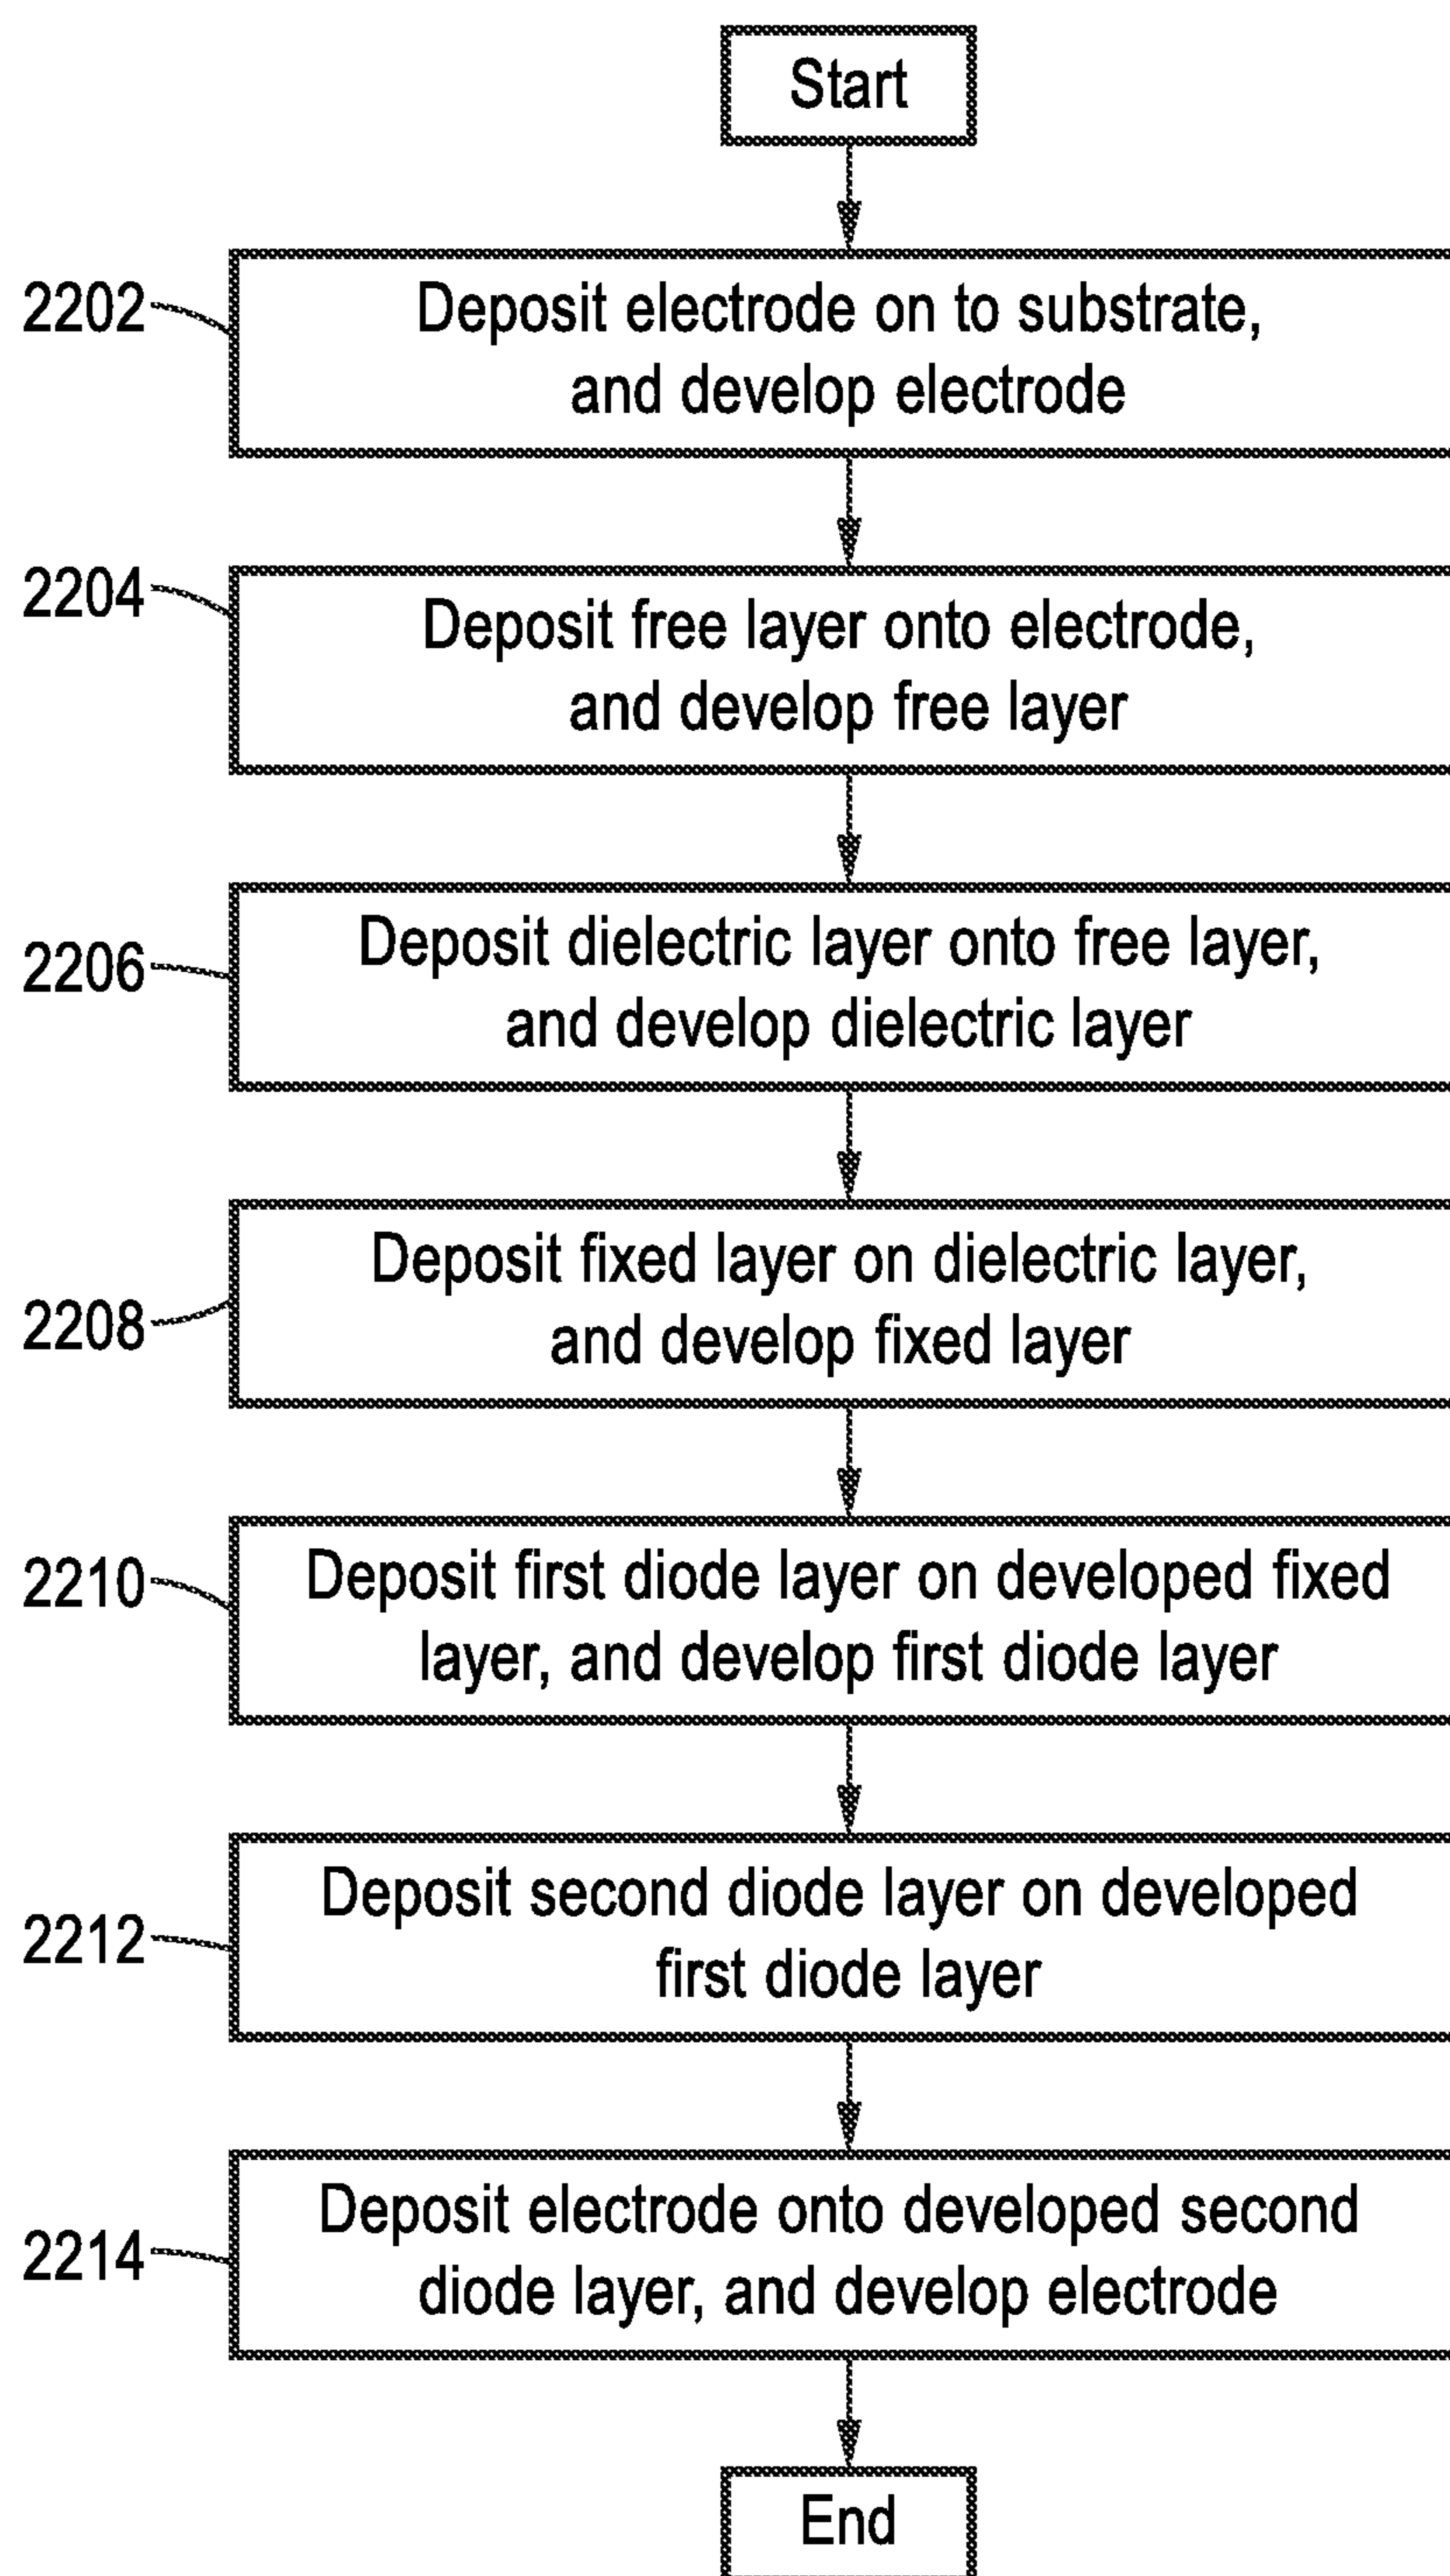 Start
2202
Deposit electrode on to substrate,
and develop electrode
2204
Deposit free layer onto electrode,
and develop free layer
2206
Deposit dielectric layer onto free layer,
and develop dielectric layer
2208
Deposit fixed layer on dielectric layer,
and develop fixed layer
2210
Deposit first diode layer on developed fixed
layer, and develop first diode layer
2212
Deposit second diode layer on developed
first diode layer
2214
Deposit electrode onto developed second
diode layer, and develop electrode
End